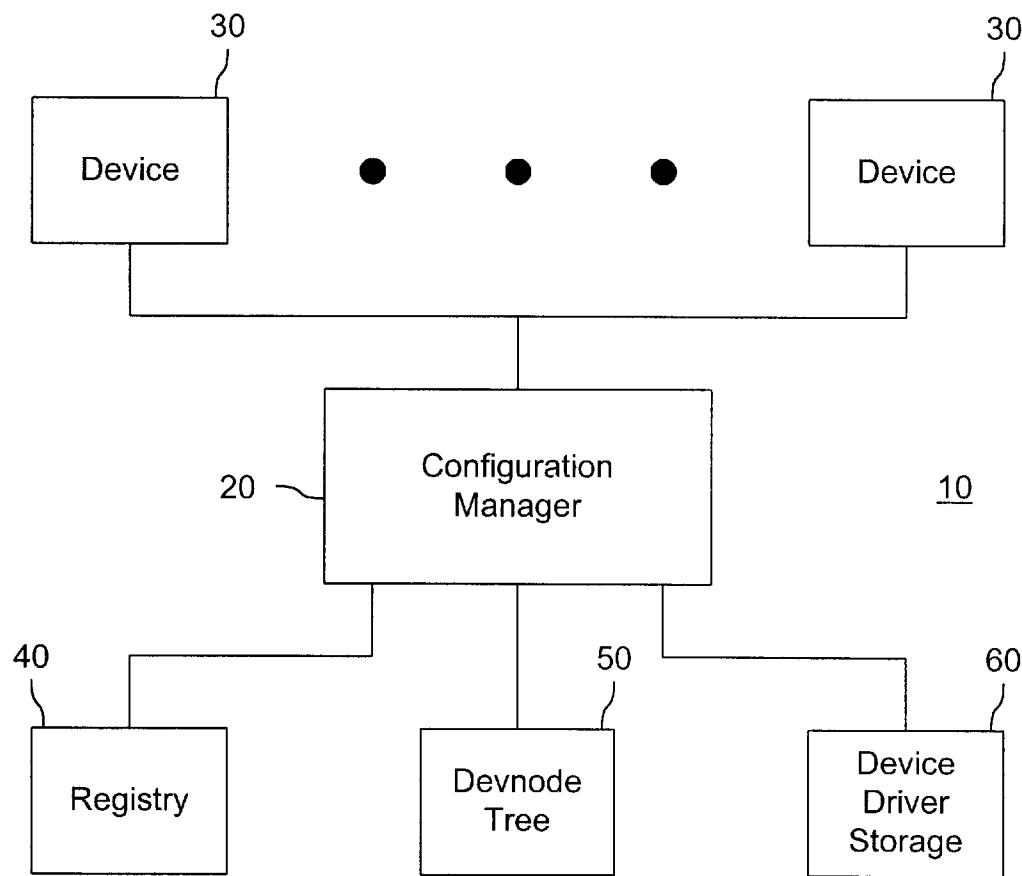 30
30
Device
Device
Configuration
Manager
20
10
40
50
60
Registry
Devnode
Tree
Device
Driver
Storage